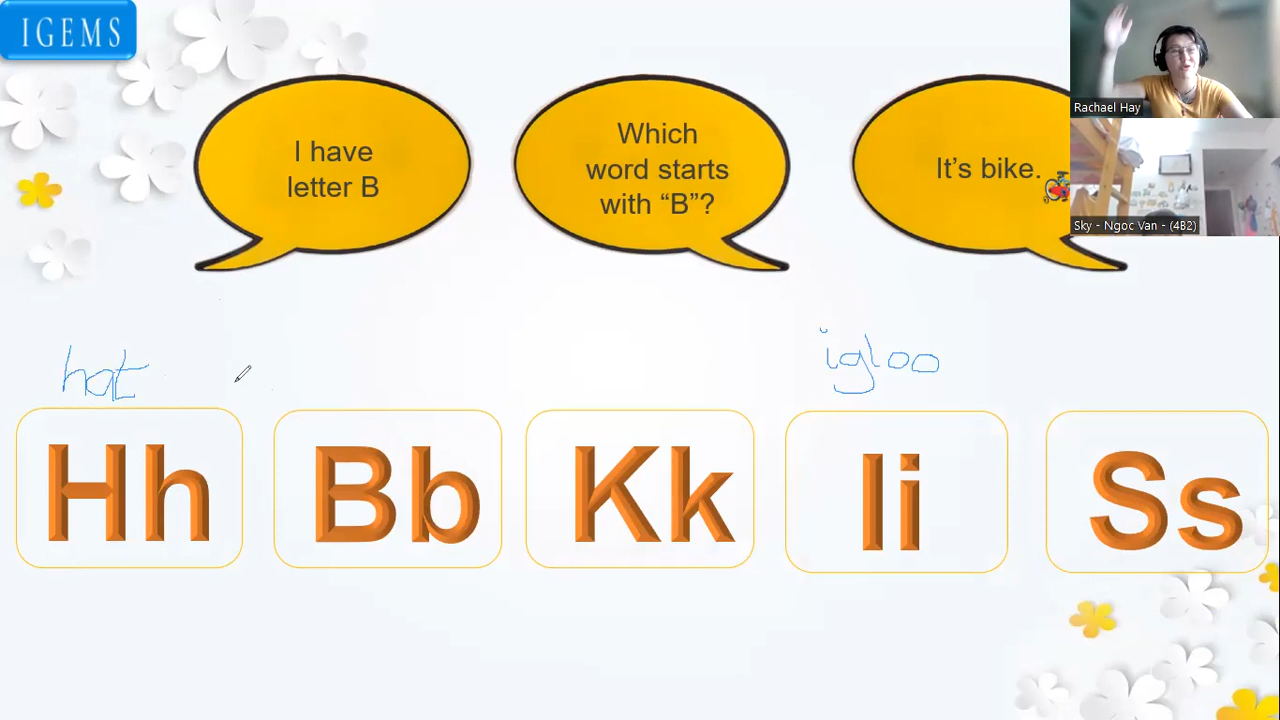 IGEMS
I have
letter B
Which
word starts
with “B”?
It’s bike.
Rachael Hay
Sky - Ngoc Van - (4B2)
hat
igloo
Hh
Bb
Kk
Ii
Ss